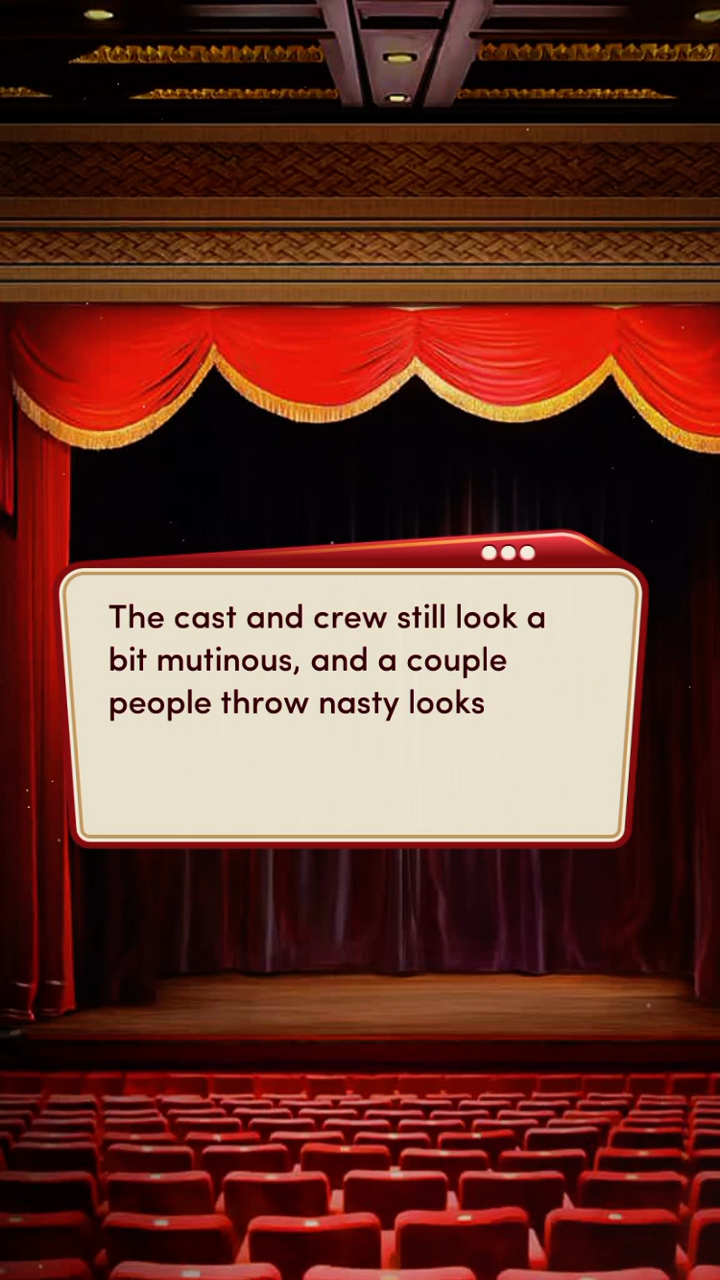 The cast and crew still look a
bit mutinous, and a couple
people throw nasty looks